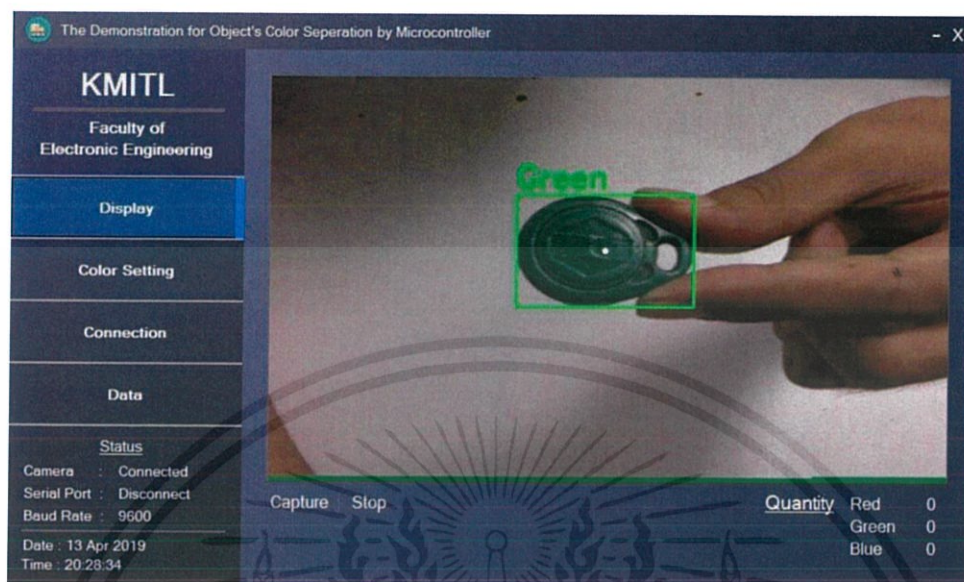 The Demonstration for Object's Color Seperation by Microcontroller
- X
KMITL
Faculty of
Electronic Engineering
Display
Color Setting
Connection
Data
Status
Camera : Connected
Serial Port : Disconnect
Baud Rate : 9600
Date : 13 Apr 2019
Time : 20:28:34
Green
Capture Stop
Quantity Red 0
Green 0
Blue 0